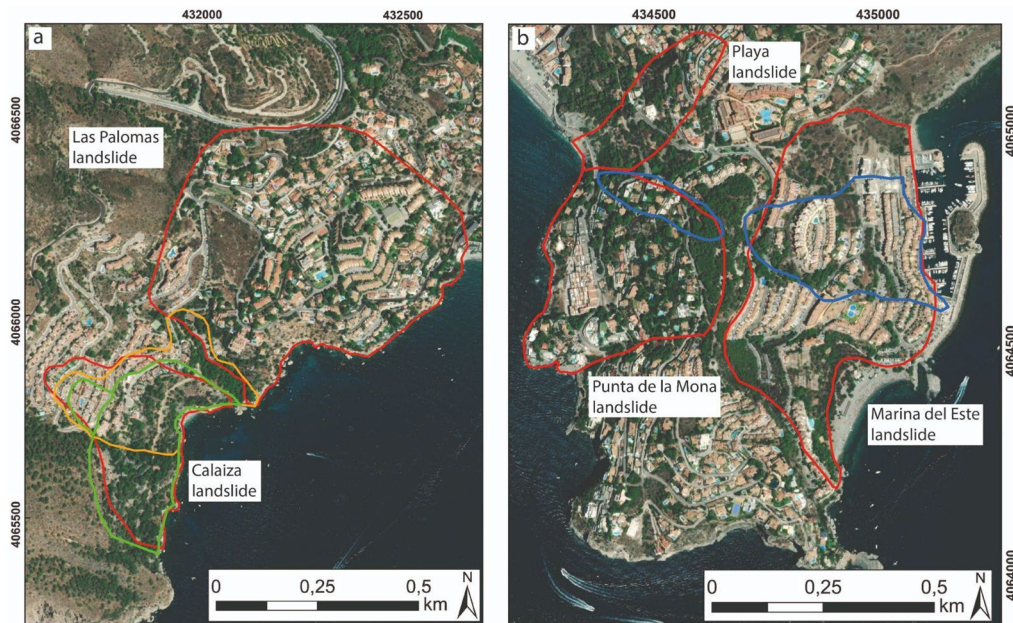 432000
432500
a
Las Palomas
landslide
4066500
4066000
4065500
Calaiza
landslide
0
0,25
0,5
km
N
434500
435000
b
Playa
landslide
4065000
4064500
4064000
Punta de la Mona
landslide
Marina del Este
landslide
0
0,25
0,5
km
N